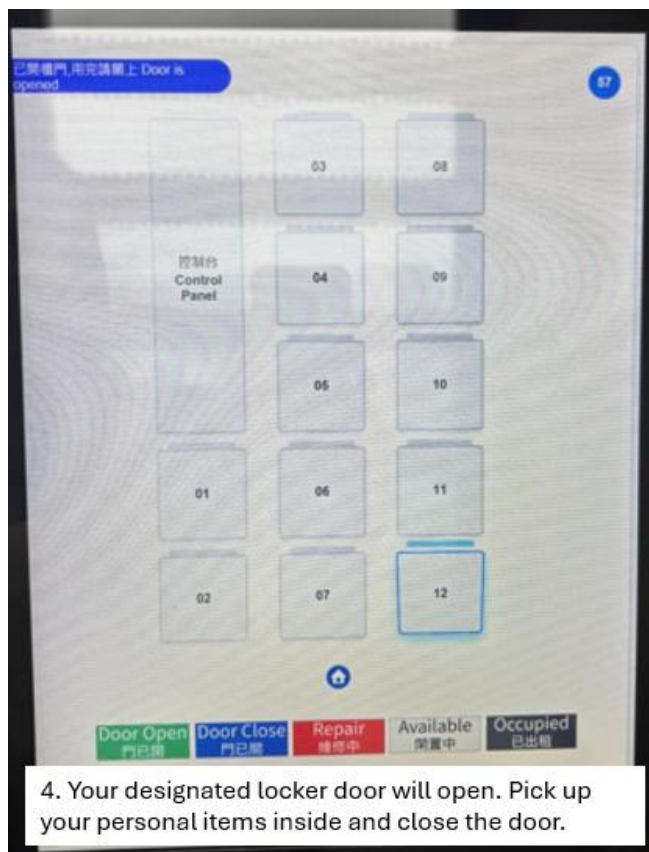 已開櫃門,用完請關上 Door is
opened
57
03
08
控制台
Control
Panel
04
09
05
10
01
06
11
02
07
12
Door Open
門已開
Door Close
門已關
Repair
維修中
Available
閑置中
Occupied
已出租
4. Your designated locker door will open. Pick up
your personal items inside and close the door.